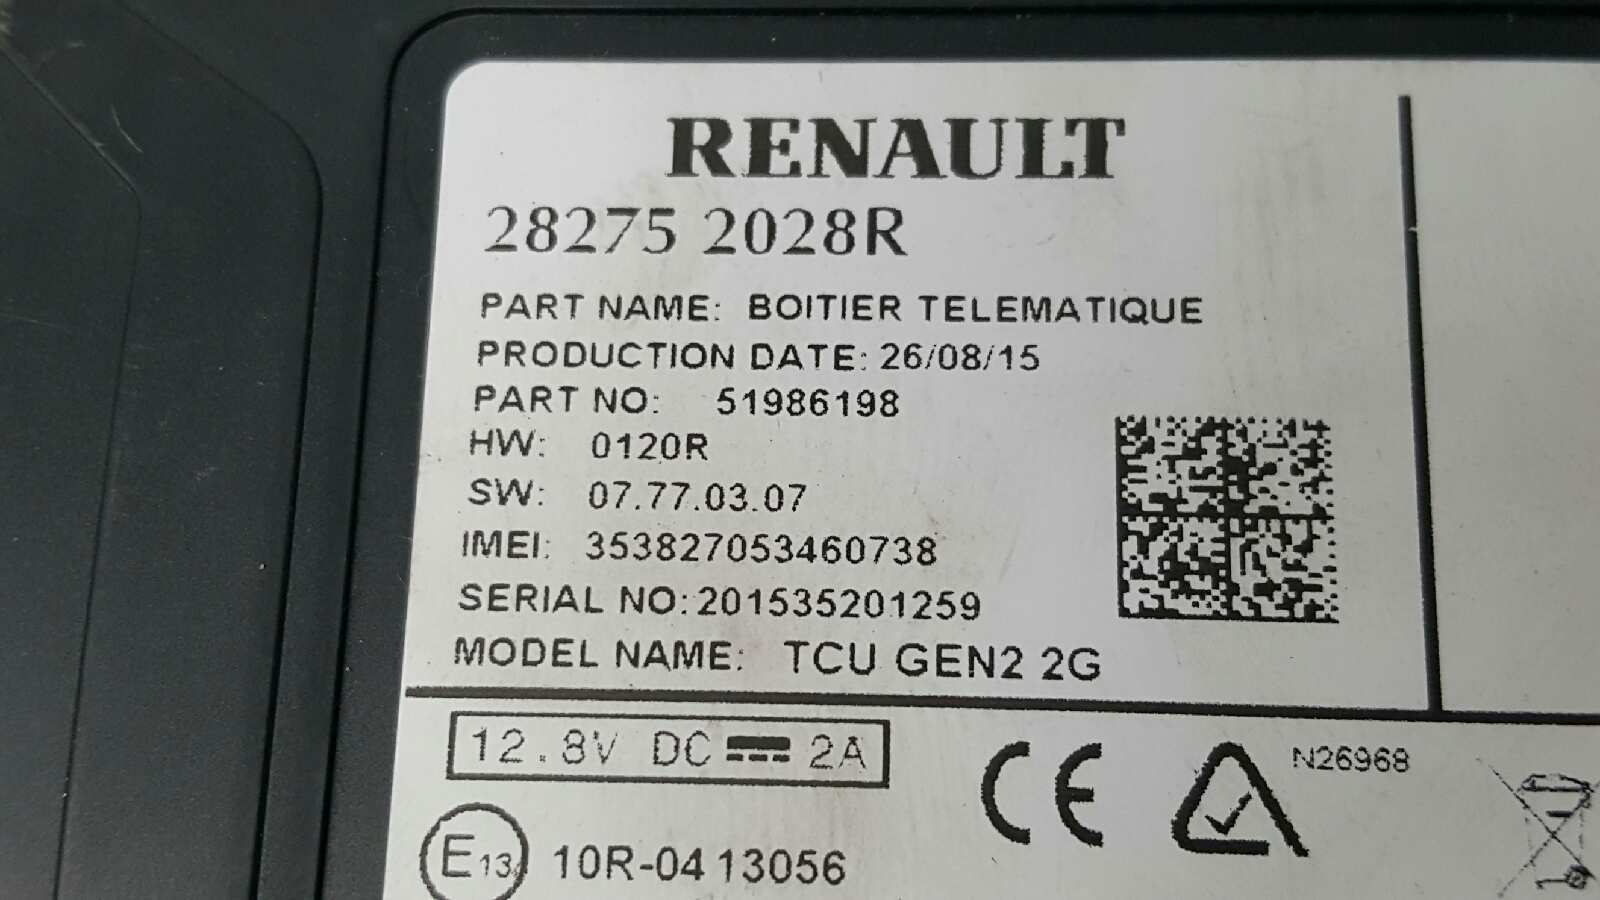 RENAULT
28275 2028R
PART NAME: BOITIER TELEMATIQUE
PRODUCTION DATE: 26/08/15
PART NO: 51986198
HW: 0120R
SW: 07.77.03.07
IMEI: 353827053460738
SERIAL NO: 201535201259
MODEL NAME: TCU GEN2 2G
12.8V DC 2A
CE
N26968
E13
10R-04 13056